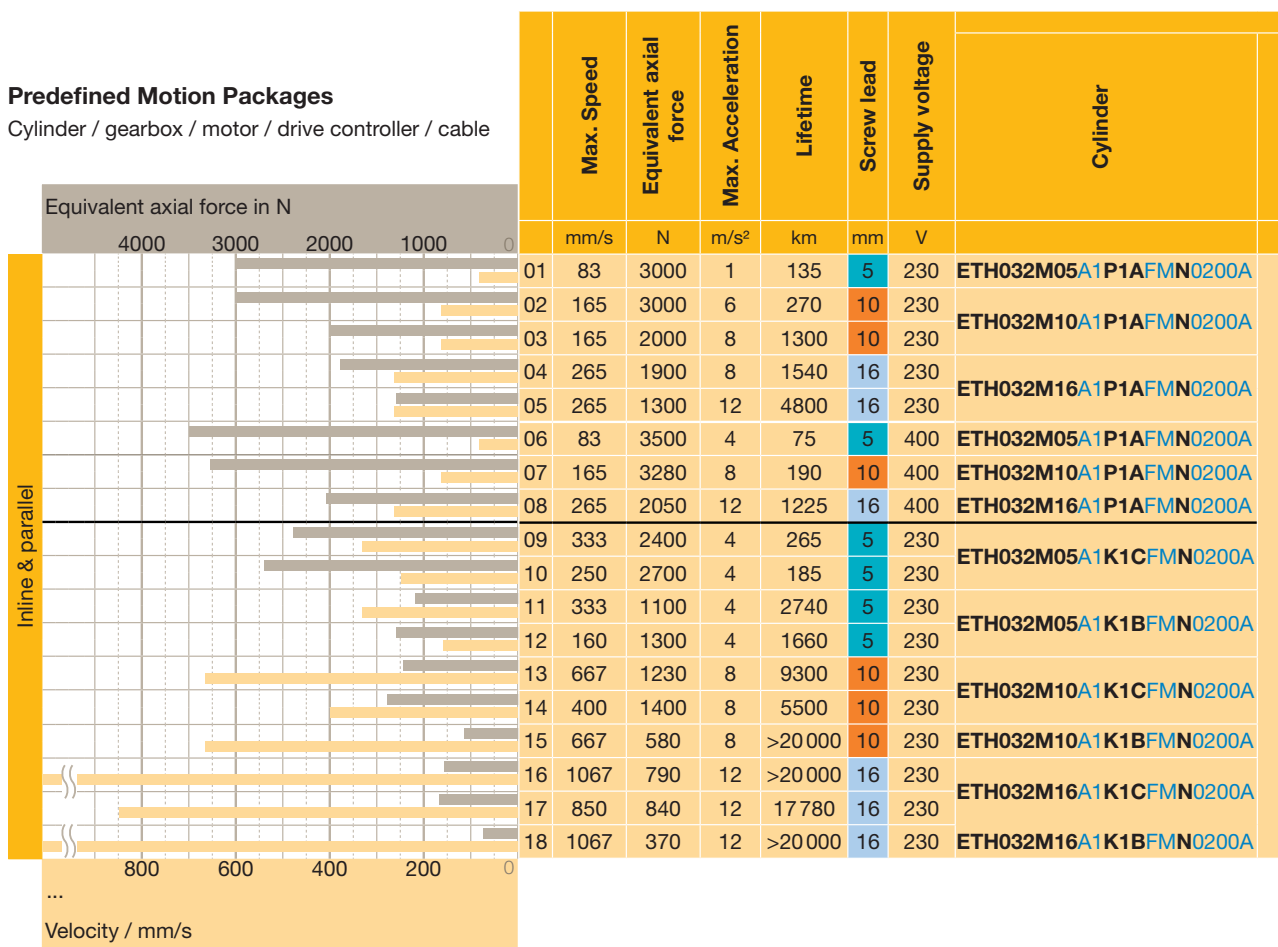 Predefined Motion Packages
Cylinder / gearbox / motor / drive controller / cable
Max. Speed
Equivalent axial
force
Max. Acceleration
Lifetime
Screw lead
Supply voltage
Cylinder
Equivalent axial force in N
4000 3000 2000 1000 0
mm/s N m/s² km mm V
Inline & parallel
01 83 3000 1 135 5 230 ETH032M05A1P1AFMN0200A
02 165 3000 6 270 10 230
ETH032M10A1P1AFMN0200A
03 165 2000 8 1300 10 230
04 265 1900 8 1540 16 230
ETH032M16A1P1AFMN0200A
05 265 1300 12 4800 16 230
06 83 3500 4 75 5 400 ETH032M05A1P1AFMN0200A
07 165 3280 8 190 10 400 ETH032M10A1P1AFMN0200A
08 265 2050 12 1225 16 400 ETH032M16A1P1AFMN0200A
09 333 2400 4 265 5 230
ETH032M05A1K1CFMN0200A
10 250 2700 4 185 5 230
11 333 1100 4 2740 5 230
ETH032M05A1K1BFMN0200A
12 160 1300 4 1660 5 230
13 667 1230 8 9300 10 230
ETH032M10A1K1CFMN0200A
14 400 1400 8 5500 10 230
15 667 580 8 >20000 10 230 ETH032M10A1K1BFMN0200A
16 1067 790 12 >20000 16 230
ETH032M16A1K1CFMN0200A
17 850 840 12 17780 16 230
18 1067 370 12 >20000 16 230 ETH032M16A1K1BFMN0200A
800 600 400 200 0
...
Velocity / mm/s